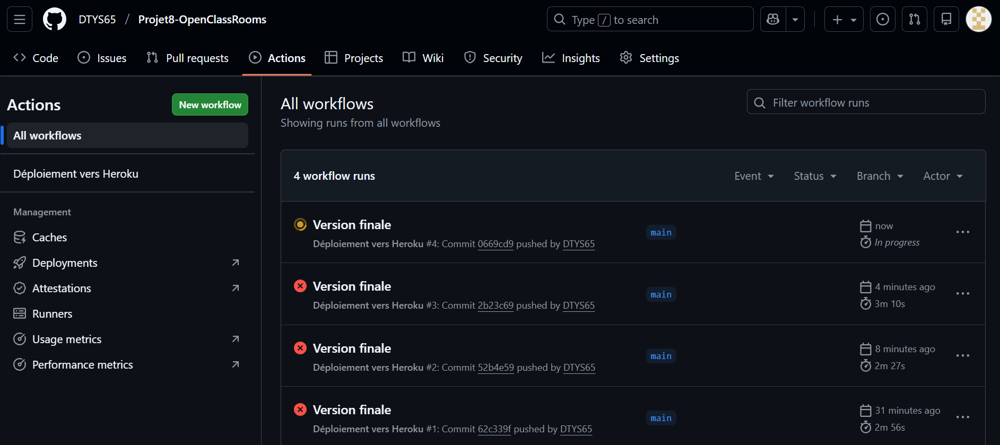 DTYS65 / Projet8-OpenClassRooms
Type / to search
Code
Issues
Pull requests
Actions
Projects
Wiki
Security
Insights
Settings
Actions
New workflow
All workflows
Déploiement vers Heroku
Management
Caches
Deployments
Attestations
Runners
Usage metrics
Performance metrics
All workflows
Showing runs from all workflows
Filter workflow runs
4 workflow runs
Event
Status
Branch
Actor
Version finale
Déploiement vers Heroku #4: Commit 0669cd9 pushed by DTYS65
main
now
In progress
Version finale
Déploiement vers Heroku #3: Commit 2b23c69 pushed by DTYS65
main
4 minutes ago
3m 10s
Version finale
Déploiement vers Heroku #2: Commit 52b4e59 pushed by DTYS65
main
8 minutes ago
2m 27s
Version finale
Déploiement vers Heroku #1: Commit 62c339f pushed by DTYS65
main
31 minutes ago
2m 56s